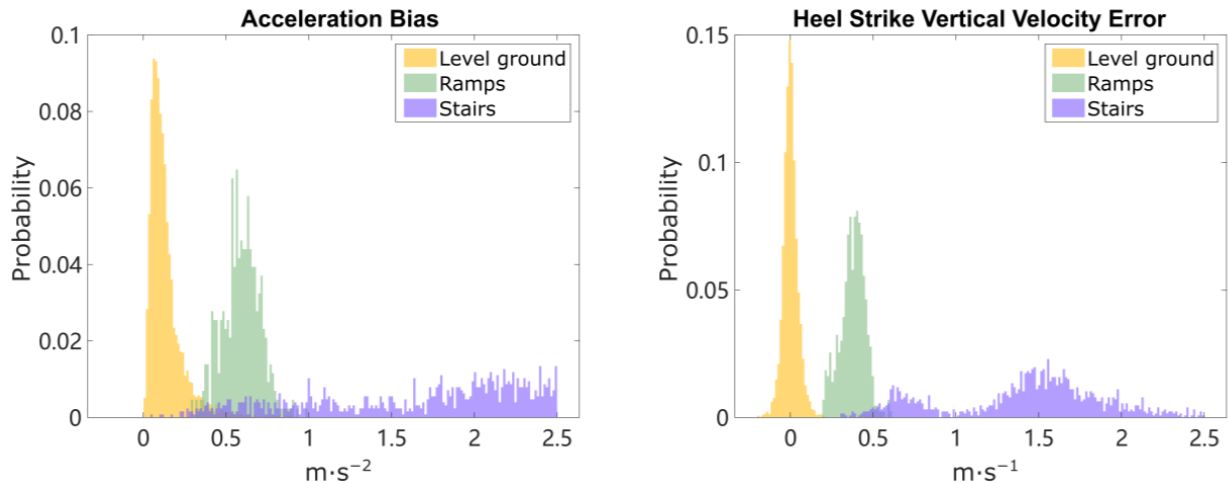 Acceleration Bias
0.1
0.08
0.06
0.04
0.02
0
Probability
Level ground
Ramps
Stairs
0 0.5 1 1.5 2 2.5
m·s−2
Heel Strike Vertical Velocity Error
0.15
0.1
0.05
0
Probability
Level ground
Ramps
Stairs
0 0.5 1 1.5 2 2.5
m·s−1